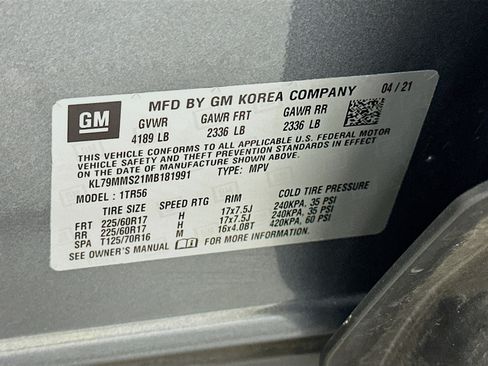 GM
MFD BY GM KOREA COMPANY 04 / 21
GVWR GAWR FRT GAWR RR
4189 LB 2336 LB 2336 LB
THIS VEHICLE CONFORMS TO ALL APPLICABLE U.S. FEDERAL MOTOR
VEHICLE SAFETY AND THEFT PREVENTION STANDARDS IN EFFECT ON THE
DATE OF MANUFACTURE SHOWN ABOVE.
KL79MMS21MB181991 TYPE: MPV
MODEL : 1TR56
TIRE SIZE SPEED RTG RIM COLD TIRE PRESSURE
FRT 225/60R17 H 17x7.5J 240KPA, 35 PSI
RR 225/60R17 H 17x7.5J 240KPA, 35 PSI
SPA T125/70R16 M 16x4.0BT 420KPA, 60 PSI
SEE OWNER'S MANUAL